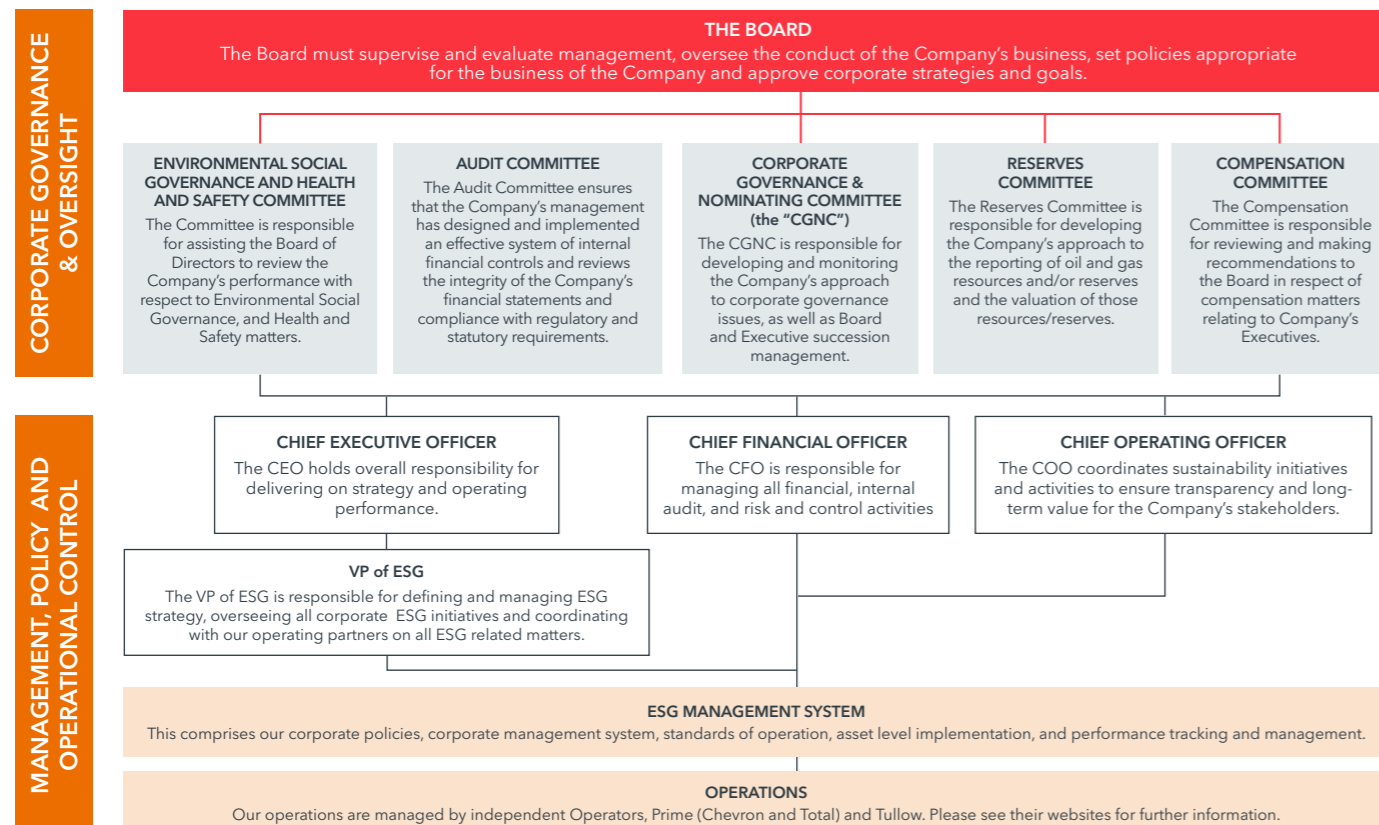 CORPORATE GOVERNANCE
& OVERSIGHT
THE BOARD
The Board must supervise and evaluate management, oversee the conduct of the Company’s business, set policies appropriate
for the business of the Company and approve corporate strategies and goals.
ENVIRONMENTAL SOCIAL
GOVERNANCE AND HEALTH
AND SAFETY COMMITTEE
The Committee is responsible
for assisting the Board of
Directors to review the
Company’s performance with
respect to Environmental Social
Governance, and Health and
Safety matters.
AUDIT COMMITTEE
The Audit Committee ensures
that the Company’s management
has designed and implemented
an effective system of internal
financial controls and reviews
the integrity of the Company’s
financial statements and
compliance with regulatory and
statutory requirements.
CORPORATE
GOVERNANCE &
NOMINATING COMMITTEE
(the “CGNC”)
The CGNC is responsible for
developing and monitoring
the Company’s approach
to corporate governance
issues, as well as Board
and Executive succession
management.
RESERVES
COMMITTEE
The Reserves Committee is
responsible for developing
the Company’s approach to
the reporting of oil and gas
resources and/or reserves
and the valuation of those
resources/reserves.
COMPENSATION
COMMITTEE
The Compensation
Committee is responsible
for reviewing and making
recommendations to
the Board in respect of
compensation matters
relating to Company’s
Executives.
MANAGEMENT, POLICY AND
OPERATIONAL CONTROL
CHIEF EXECUTIVE OFFICER
The CEO holds overall responsibility for
delivering on strategy and operating
performance.
CHIEF FINANCIAL OFFICER
The CFO is responsible for
managing all financial, internal
audit, and risk and control activities
CHIEF OPERATING OFFICER
The COO coordinates sustainability initiatives
and activities to ensure transparency and long-
term value for the Company’s stakeholders.
VP of ESG
The VP of ESG is responsible for defining and managing ESG
strategy, overseeing all corporate ESG initiatives and coordinating
with our operating partners on all ESG related matters.
ESG MANAGEMENT SYSTEM
This comprises our corporate policies, corporate management system, standards of operation, asset level implementation, and performance tracking and management.
OPERATIONS
Our operations are managed by independent Operators, Prime (Chevron and Total) and Tullow. Please see their websites for further information.